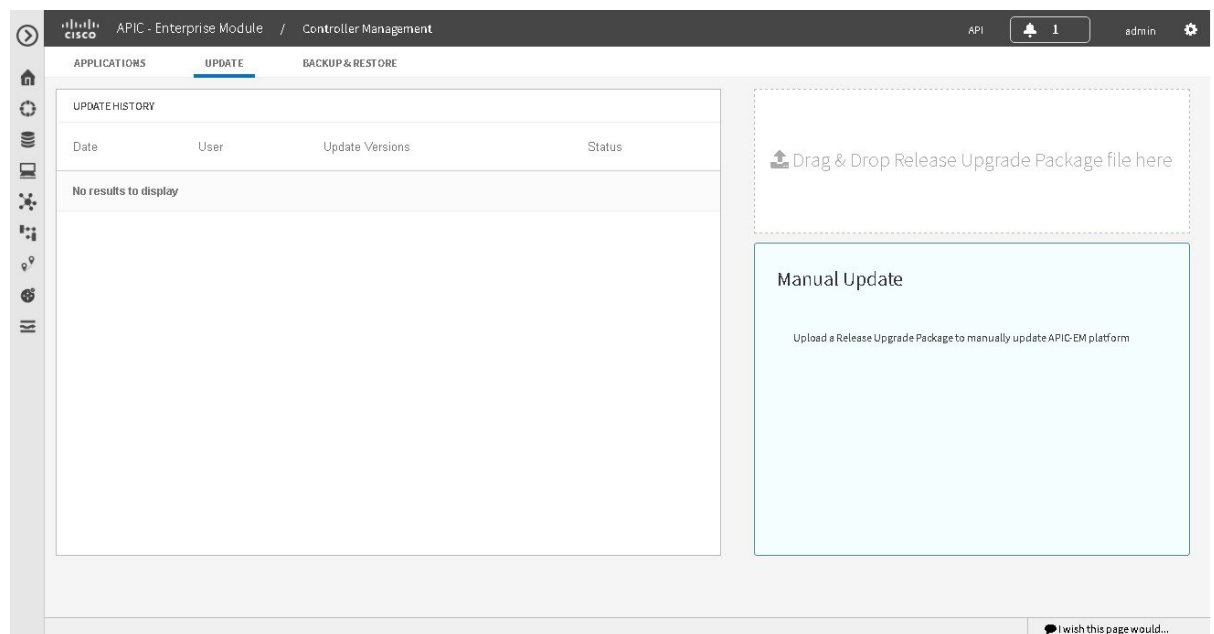 CISCO APIC - Enterprise Module / Controller Management API 1 admin
APPLICATIONS UPDATE BACKUP & RESTORE
UPDATE HISTORY
Date User Update Versions Status
No results to display
Drag & Drop Release Upgrade Package file here
Manual Update
Upload a Release Upgrade Package to manually update APIC-EM platform
I wish this page would...